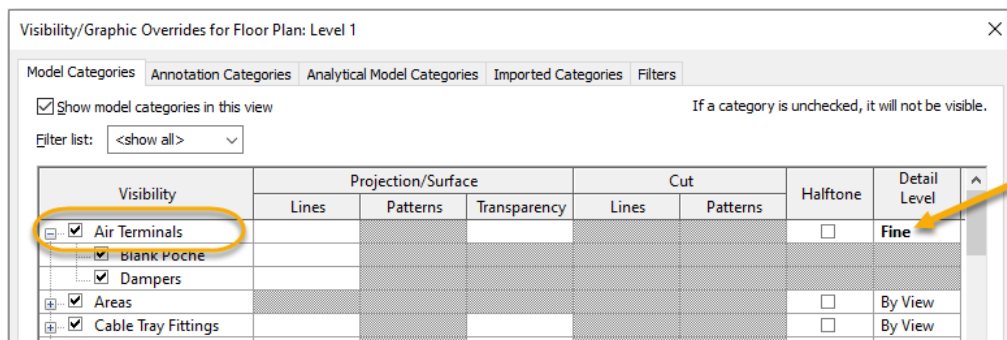 Visibility/Graphic Overrides for Floor Plan: Level 1
Model Categories Annotation Categories Analytical Model Categories Imported Categories Filters
Show model categories in this view If a category is unchecked, it will not be visible.
Filter list: <show all>
Visibility Projection/Surface Cut Halftone Detail Level
Lines Patterns Transparency Lines Patterns
Air Terminals Fine
Blank Poche
Dampers
Areas By View
Cable Tray Fittings By View